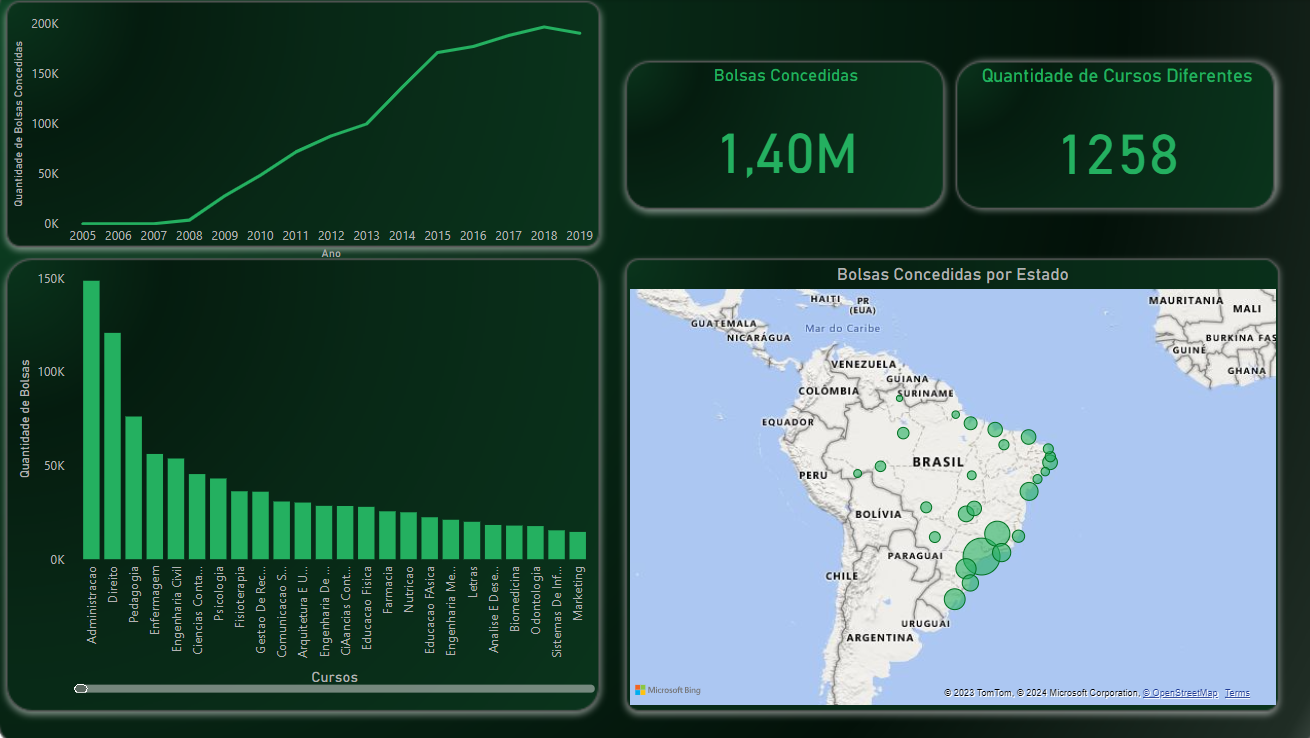 Quantidade de Bolsas Concedidas
200K
150K
100K
50K
0K
2005 2006 2007 2008 2009 2010 2011 2012 2013 2014 2015 2016 2017 2018 2019
Ano
Bolsas Concedidas
1,40M
Quantidade de Cursos Diferentes
1258
Quantidade de Bolsas
150K
100K
50K
0K
Administracao
Direito
Pedagogia
Enfermagem
Engenharia Civil
Ciencias Conta...
Psicologia
Fisioterapia
Gestao De Rec...
Comunicacao S...
Arquitetura E U...
Engenharia De ...
CiAancias Cont...
Educacao Fisica
Farmacia
Nutricao
Educacao FAsica
Engenharia Me...
Letras
Analise E Dese...
Biomedicina
Odontologia
Sistemas De Inf...
Marketing
Cursos
Bolsas Concedidas por Estado
HAITI
PR
(EUA)
MAURITANIA
MALI
GUATEMALA
Mar do Caribe
NICARÁGUA
BURKINA FAS
GUINÉ
VENEZUELA
GHANA
GUIANA
COLÔMBIA
SURINAME
EQUADOR
BRASIL
PERU
BOLÍVIA
PARAGUAI
CHILE
URUGUAI
ARGENTINA
Microsoft Bing
© 2023 TomTom, © 2024 Microsoft Corporation, © OpenStreetMap Terms